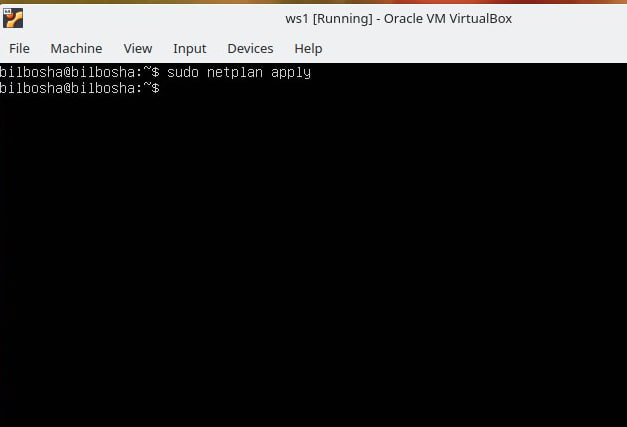 ws1 [Running] - Oracle VM VirtualBox
File Machine View Input Devices Help
bilbosha@bilbosha:~$ sudo netplan apply
bilbosha@bilbosha:~$